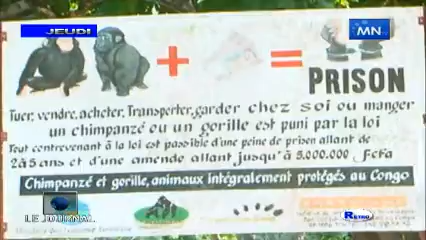 JEUDI
MN
PRISON
Tuer, vendre, acheter, Transporter, garder chez soi ou manger
un chimpanzé ou un gorille est puni par la loi
Tout contrevenant à la loi est passible d'une peine de prison allant de
2 à 5 ans et d'une amende allant jusqu'à 5.000.000 Fcfa
Chimpanzé et gorille, animaux intégralement protégés au Congo
LE JOURNAL
RETRO